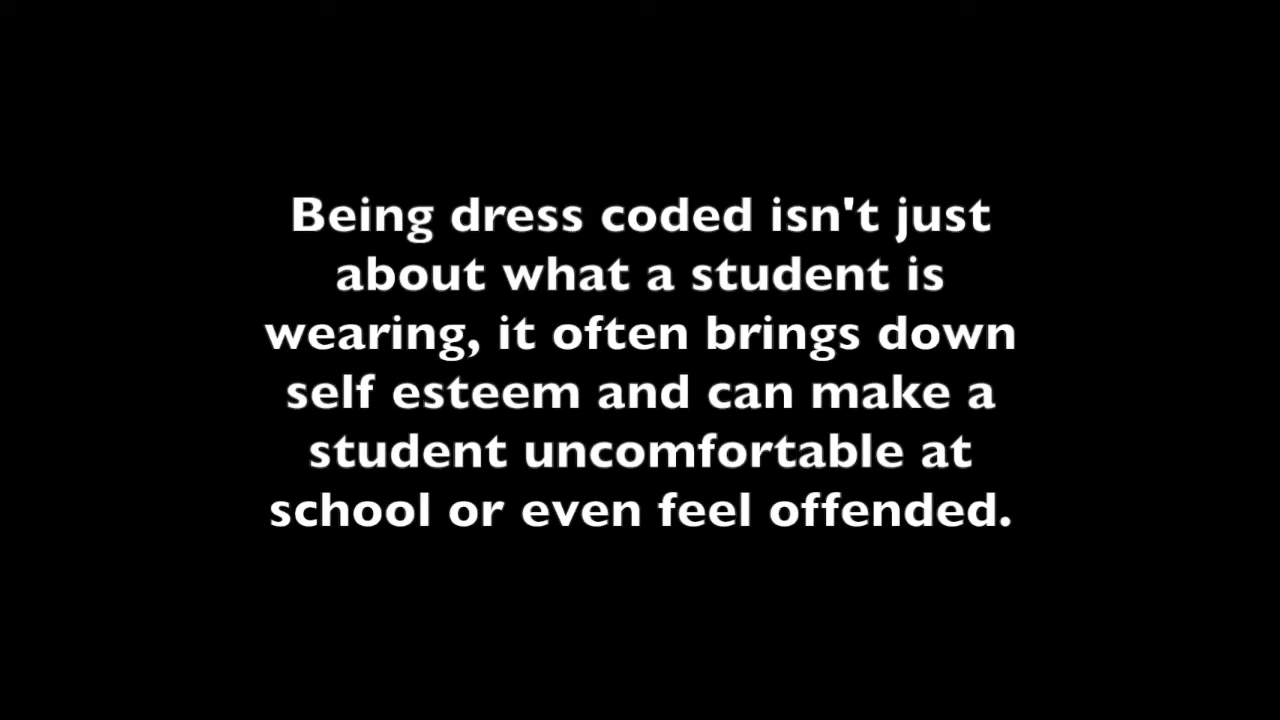 Being dress coded isn't just
about what a student is
wearing, it often brings down
self esteem and can make a
student uncomfortable at
school or even feel offended.